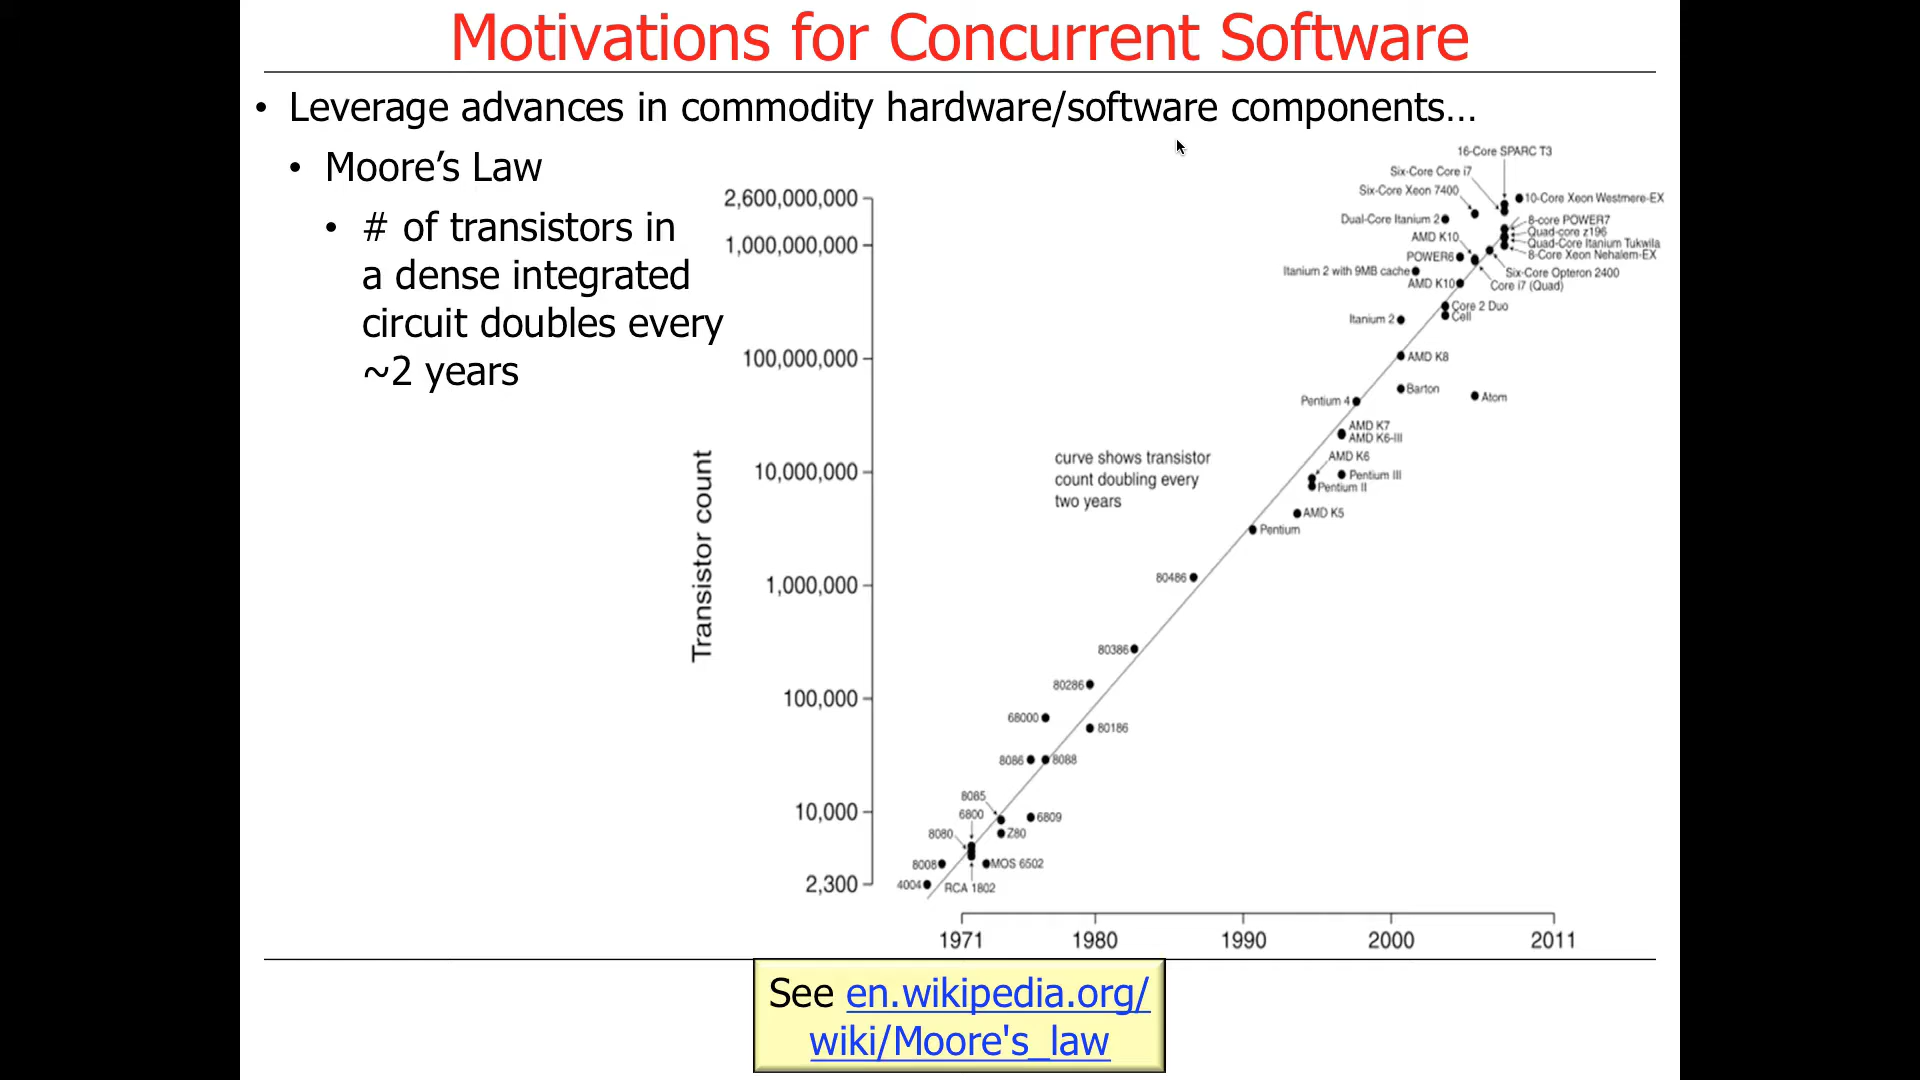 Motivations for Concurrent Software
• Leverage advances in commodity hardware/software components…
• Moore’s Law
• # of transistors in
a dense integrated
circuit doubles every
~2 years
Transistor count
2,600,000,000
1,000,000,000
100,000,000
10,000,000
1,000,000
100,000
10,000
2,300
curve shows transistor
count doubling every
two years
16-Core SPARC T3
Six-Core Core i7
Six-Core Xeon 7400
10-Core Xeon Westmere-EX
Dual-Core Itanium 2
8-core POWER7
Quad-core z196
AMD K10
Quad-Core Itanium Tukwila
POWER6
8-Core Xeon Nehalem-EX
Itanium 2 with 9MB cache
Six-Core Opteron 2400
AMD K10
Core i7 (Quad)
Core 2 Duo
Cell
Itanium 2
AMD K8
Barton
Atom
Pentium 4
AMD K7
AMD K6-III
AMD K6
Pentium III
Pentium II
AMD K5
Pentium
80486
80386
80286
68000
80186
8086
8088
8085
6800
6809
8080
Z80
8008
MOS 6502
4004
RCA 1802
1971
1980
1990
2000
2011
See en.wikipedia.org/
wiki/Moore's_law